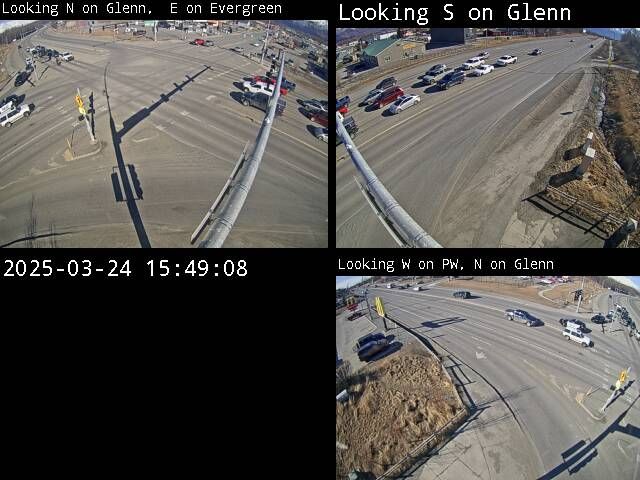 Looking N on Glenn,  E on Evergreen
Looking S on Glenn
2025-03-24 15:49:08
Looking W on PW, N on Glenn